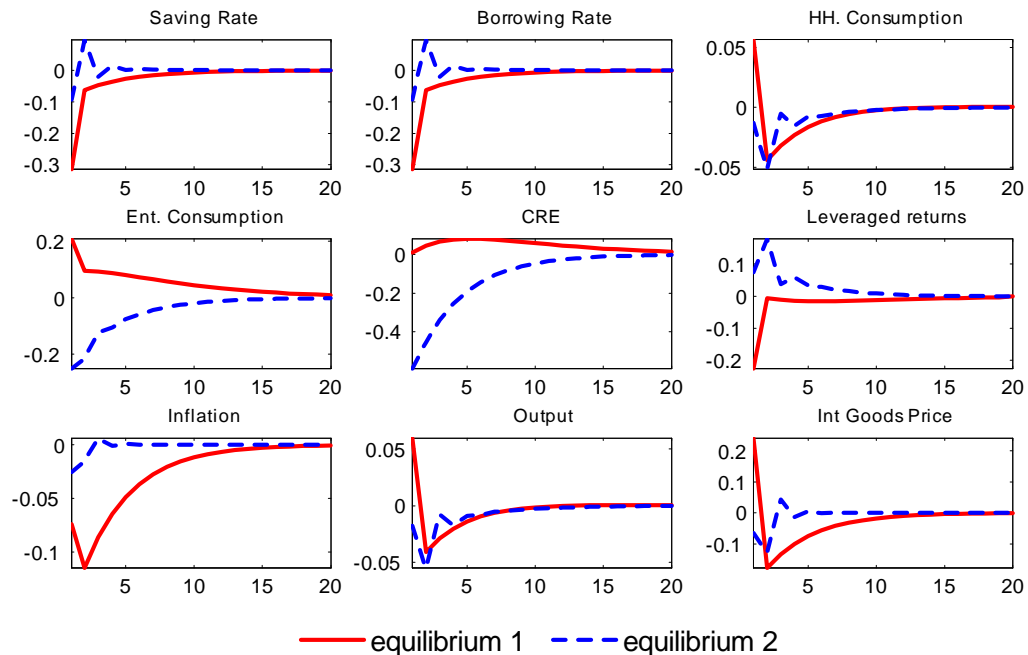 Saving Rate
0
-0.1
-0.2
-0.3
5 10 15 20
Borrowing Rate
0
-0.1
-0.2
-0.3
5 10 15 20
HH. Consumption
0.05
0
-0.05
5 10 15 20
Ent. Consumption
0.2
0
-0.2
5 10 15 20
CRE
0
-0.2
-0.4
5 10 15 20
Leveraged returns
0.1
0
-0.1
-0.2
5 10 15 20
Inflation
0
-0.05
-0.1
5 10 15 20
Output
0.05
0
-0.05
5 10 15 20
Int Goods Price
0.2
0.1
0
-0.1
5 10 15 20
equilibrium 1 equilibrium 2